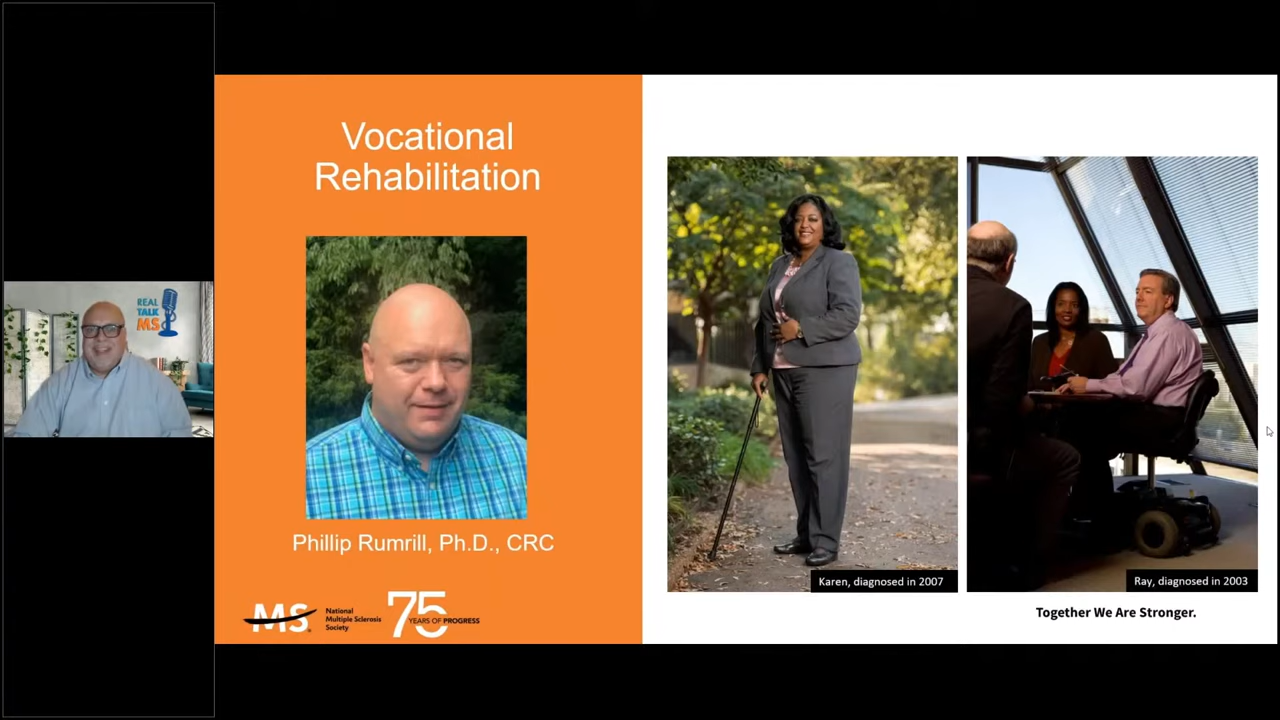 REAL
TALK
MS
Vocational
Rehabilitation
Phillip Rumrill, Ph.D., CRC
MS
National
Multiple Sclerosis
Society
75
YEARS OF PROGRESS
Karen, diagnosed in 2007
Ray, diagnosed in 2003
Together We Are Stronger.